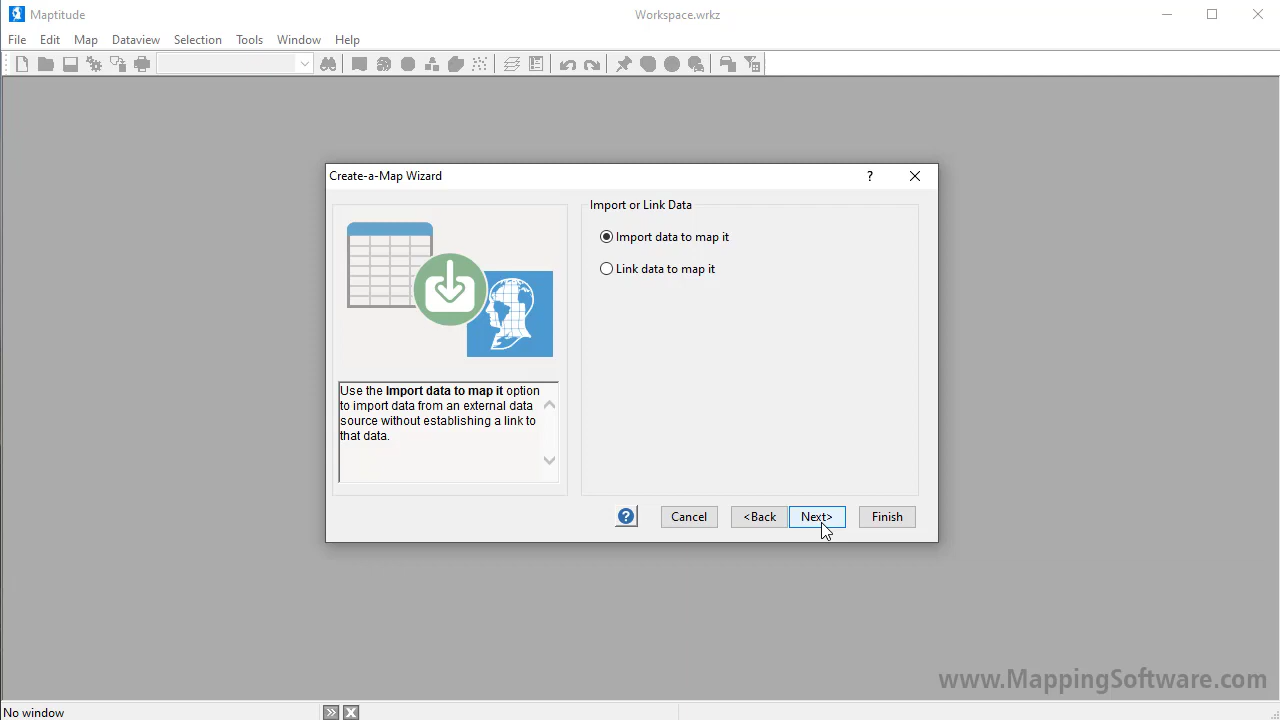 Maptitude
Workspace.wrkz
File Edit Map Dataview Selection Tools Window Help
Create-a-Map Wizard
?
Import or Link Data
Import data to map it
Link data to map it
Use the Import data to map it option
to import data from an external data
source without establishing a link to
that data.
? Cancel <Back Next> Finish
www.MappingSoftware.com
No window